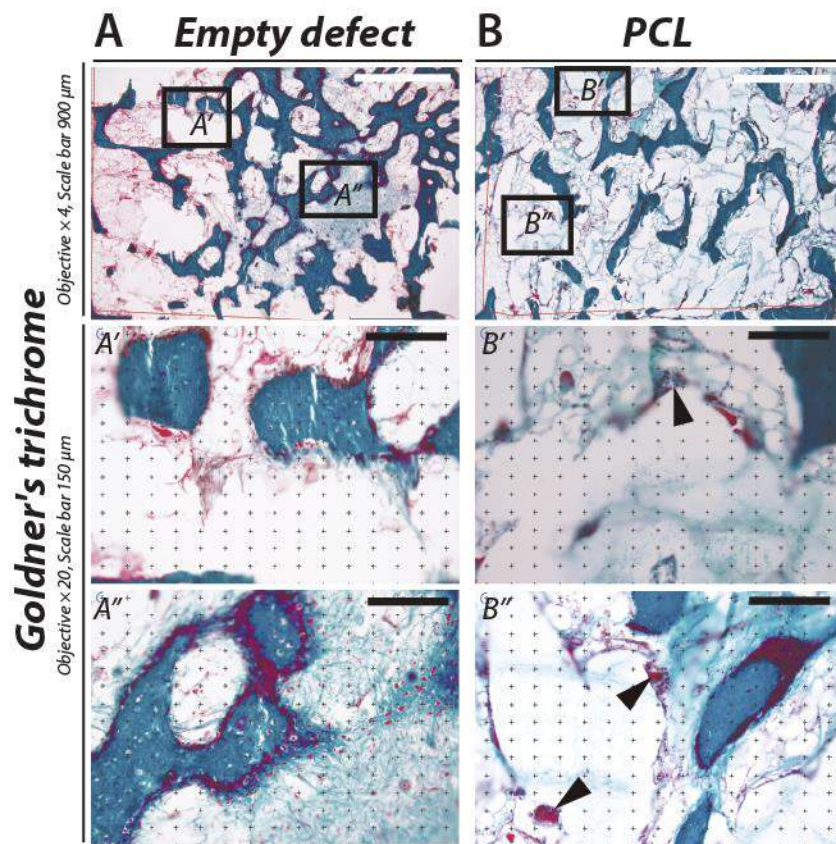 A Empty defect
B PCL
Goldner's trichrome
Objective × 4, Scale bar 900 µm
A'
A"
B'
B"
Objective × 20, Scale bar 150 µm
A'
B'
A"
B"